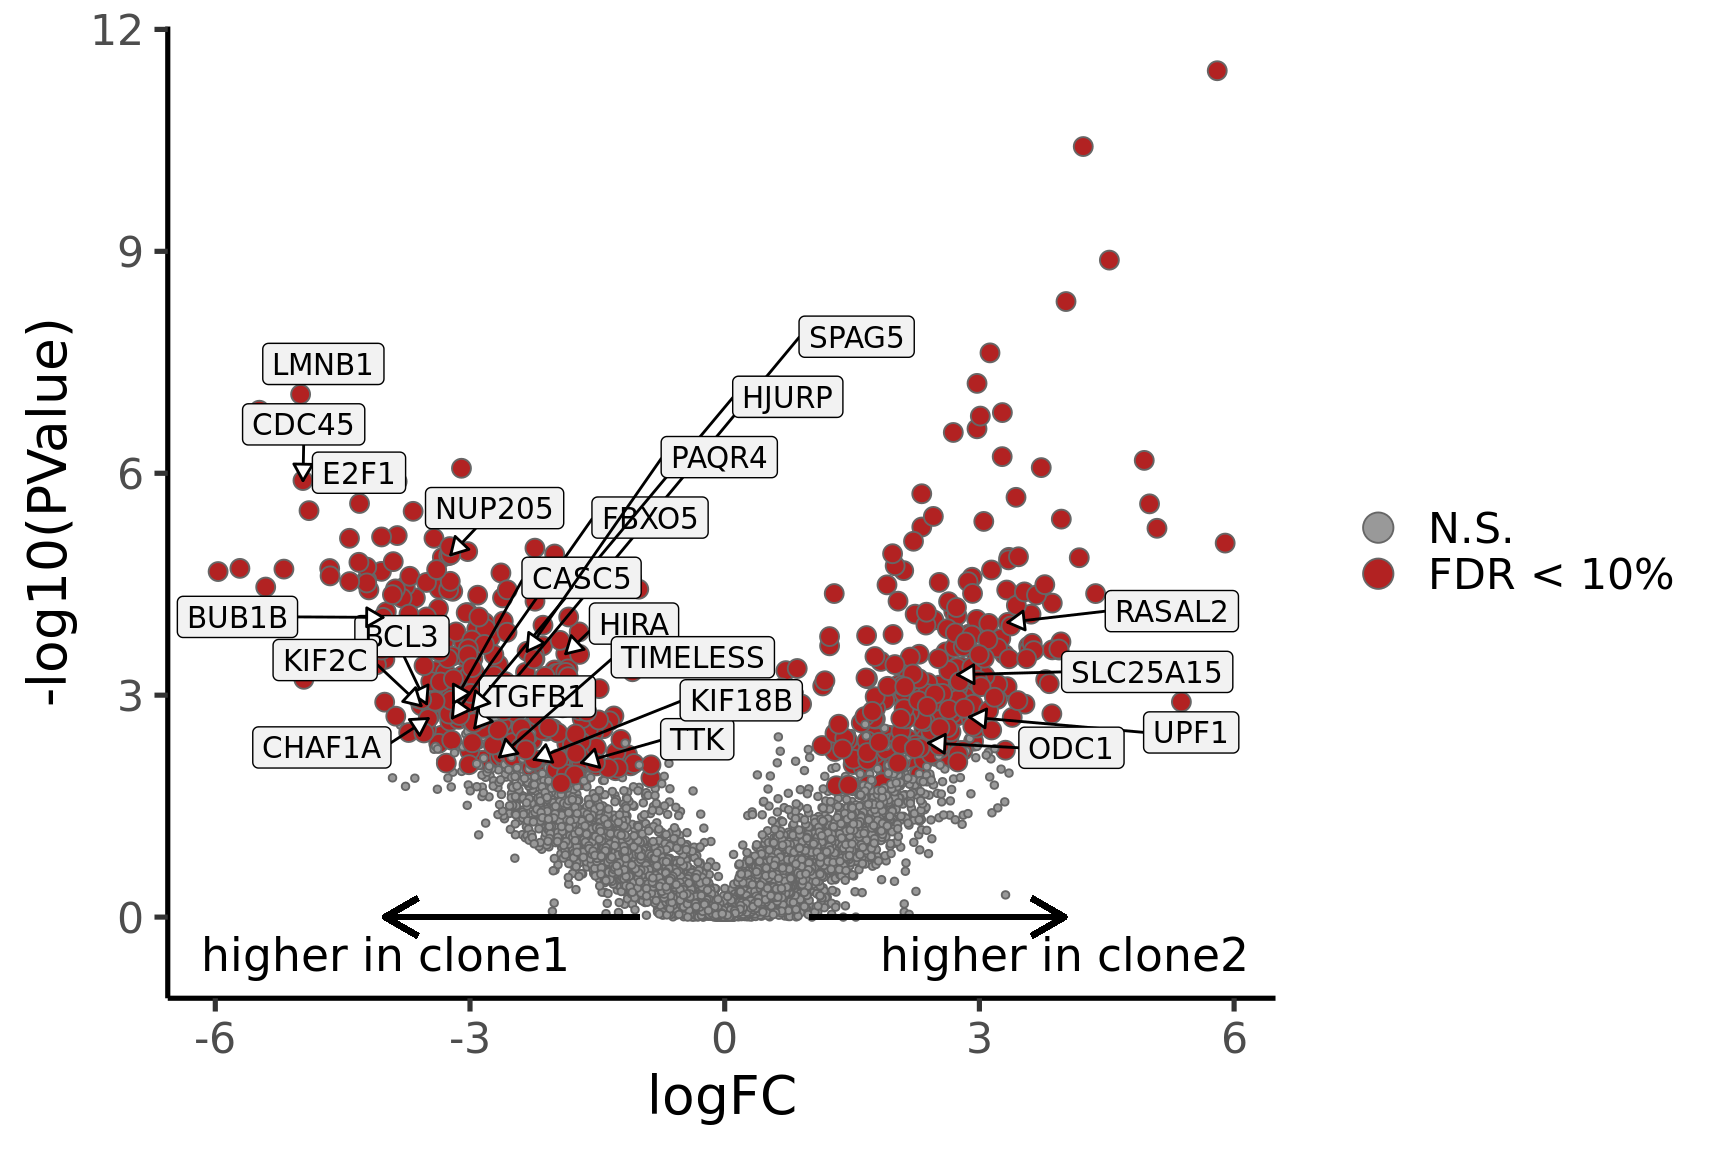 12
9
6
3
0
-log10(PValue)
SPAG5
LMNB1
HJURP
CDC45
PAQR4
E2F1
NUP205
FBXO5
N.S.
CASC5
FDR < 10%
BUB1B
RASAL2
HIRA
BCL3
KIF2C
TIMELESS
SLC25A15
TGFB1
KIF18B
UPF1
CHAF1A
TTK
ODC1
higher in clone1
higher in clone2
-6
-3
0
3
6
logFC